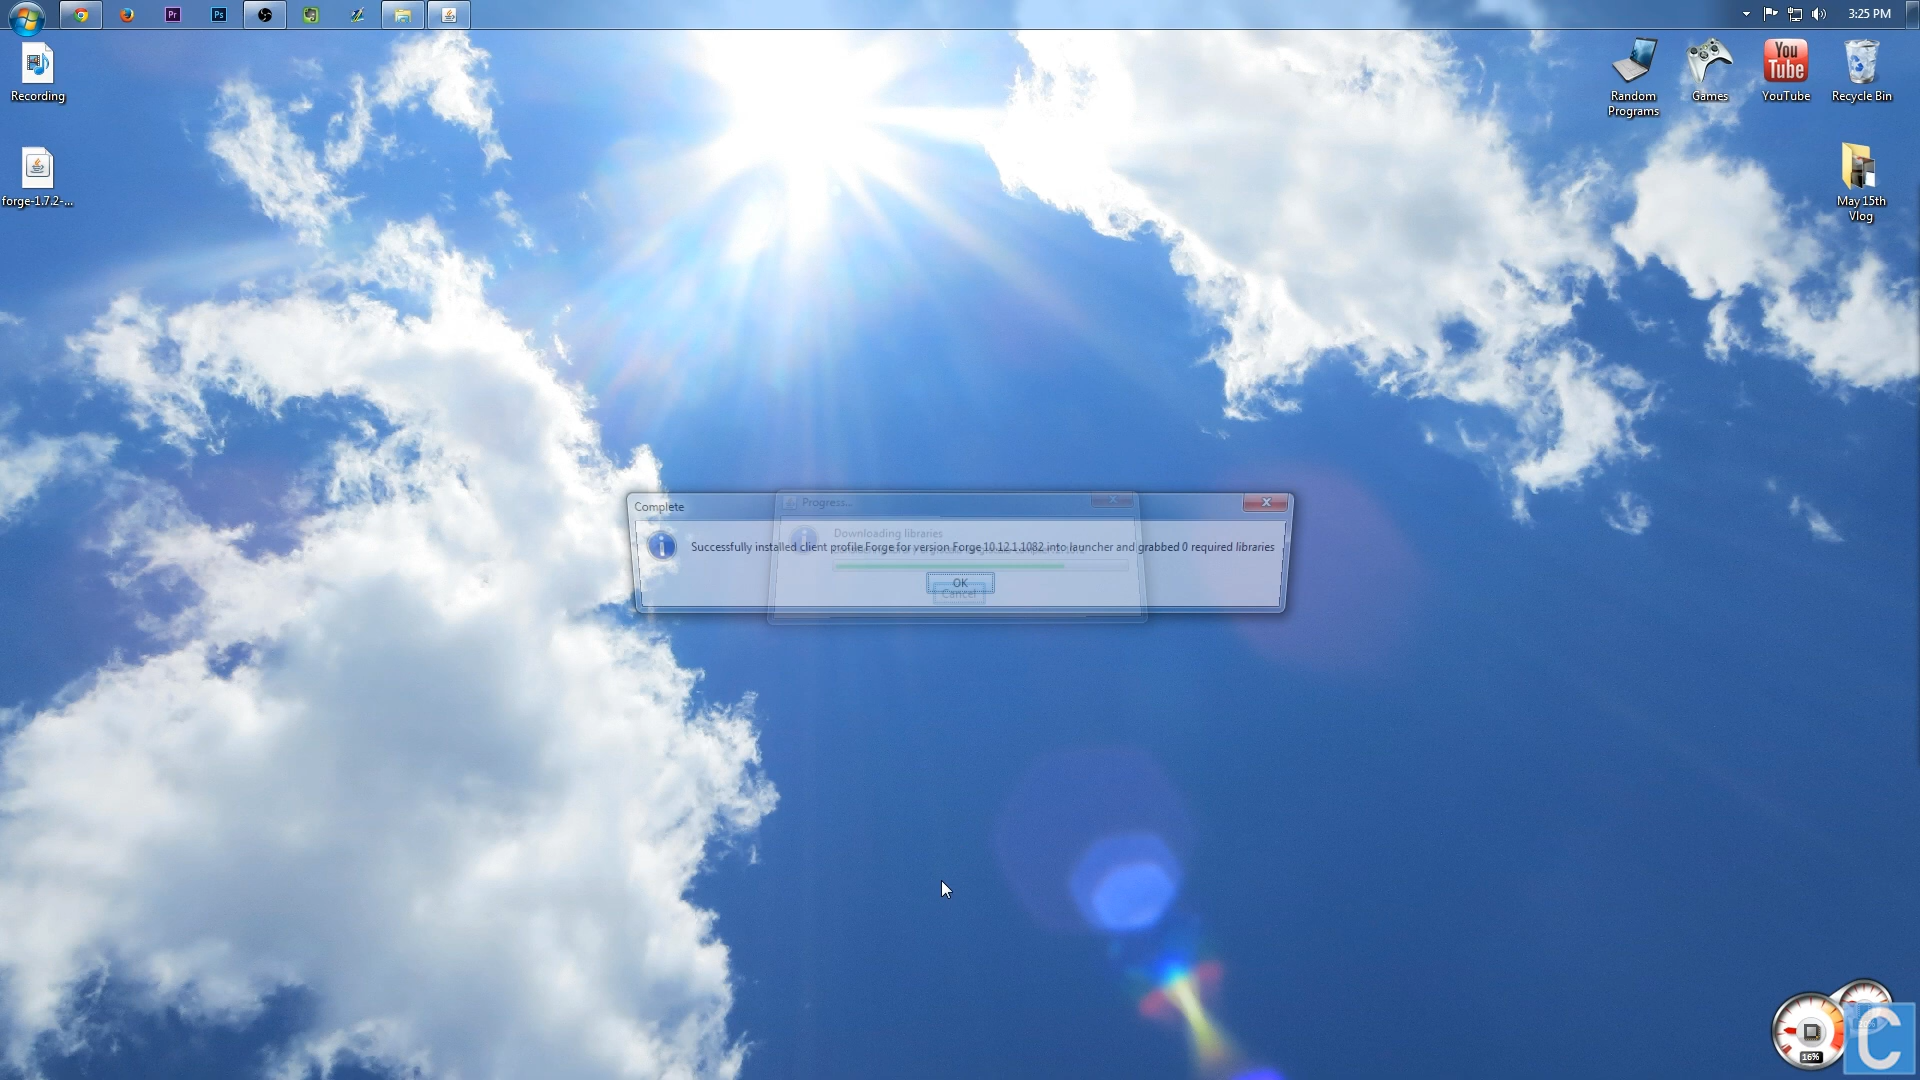 Pr
Ps
3:25 PM
Recording
forge-1.7.2-...
Random
Programs
Games
You
Tube
YouTube
Recycle Bin
May 15th
Vlog
Complete
Progress...
Downloading libraries
Successfully installed client profile Forge for version Forge 10.12.1.1082 into launcher and grabbed 0 required libraries
OK
Cancel
16%
C